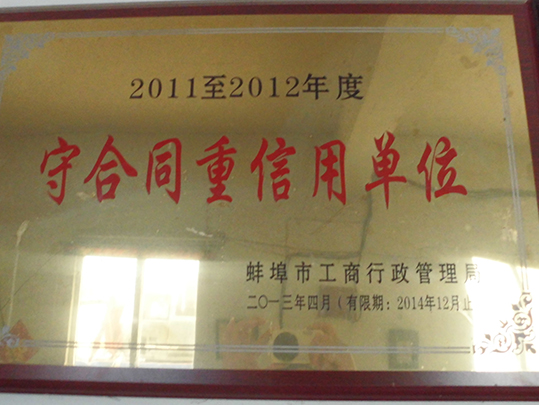 2011至2012年度
守合同重信用单位
蚌埠市工商行政管理局
二〇一三年四月(有限期:2014年12月止